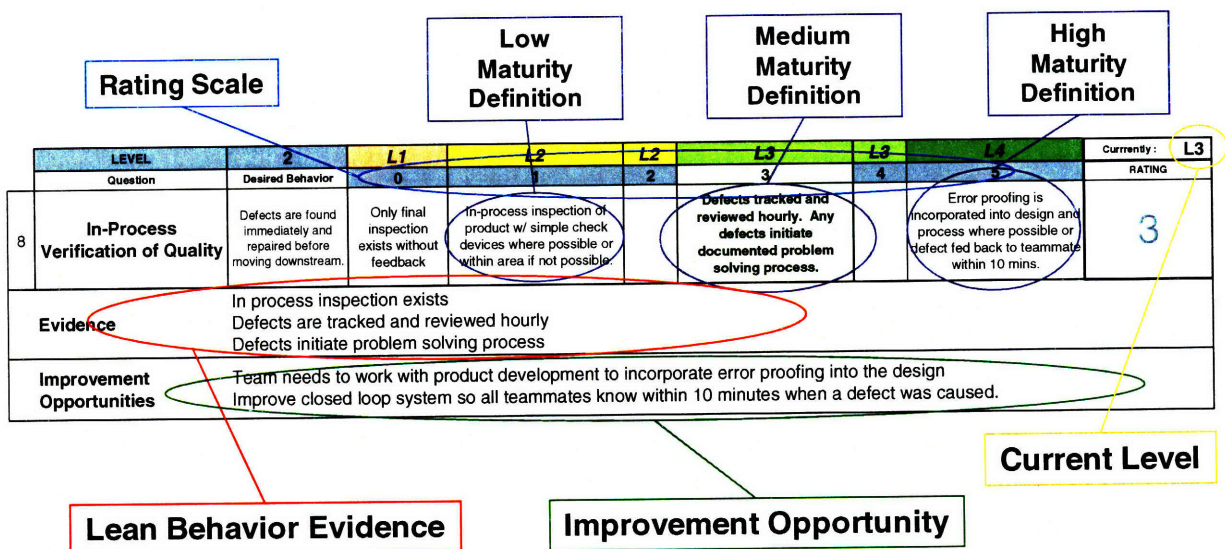 Low
Maturity
Definition
Medium
Maturity
Definition
High
Maturity
Definition
Rating Scale
LEVEL 2 L1 L2 L2 L3 L3 L4 Currrently : L3
Question Desired Behavior 0 1 2 3 4 5 RATING
8
In-Process
Verification of Quality
Defects are found
immediately and
repaired before
moving downstream.
Only final
inspection
exists without
feedback
In-process inspection of
product w/ simple check
devices where possible or
within area if not possible.
Defects tracked and
reviewed hourly. Any
defects initiate
documented problem
solving process.
Error proofing is
incorporated into design and
process where possible or
defect fed back to teammate
within 10 mins.
3
Evidence
In process inspection exists
Defects are tracked and reviewed hourly
Defects initiate problem solving process
Improvement
Opportunities
Team needs to work with product development to incorporate error proofing into the design
Improve closed loop system so all teammates know within 10 minutes when a defect was caused.
Current Level
Lean Behavior Evidence
Improvement Opportunity